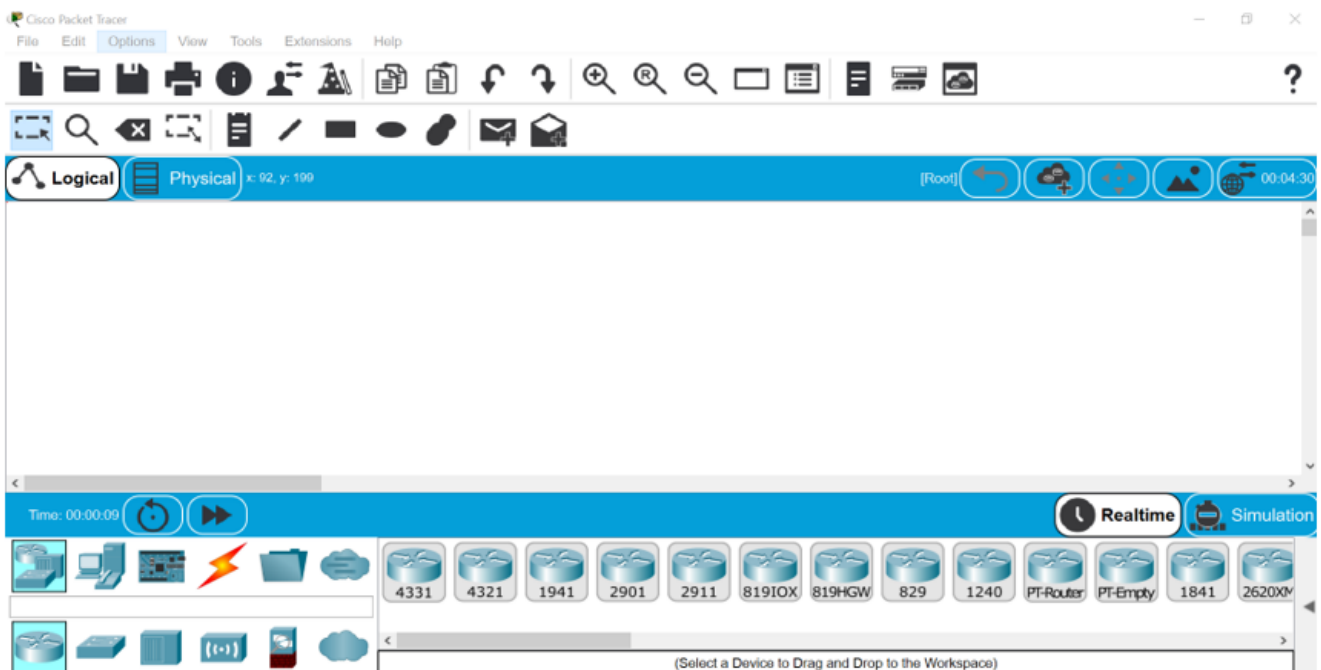 Cisco Packet Tracer
File Edit Options View Tools Extensions Help
Logical Physical x: 92, y: 199 [Root] 00:04:30
Time: 00:00:09 Realtime Simulation
4331 4321 1941 2901 2911 819IOX 819HGW 829 1240 PT-Router PT-Empty 1841 2620XM
(Select a Device to Drag and Drop to the Workspace)